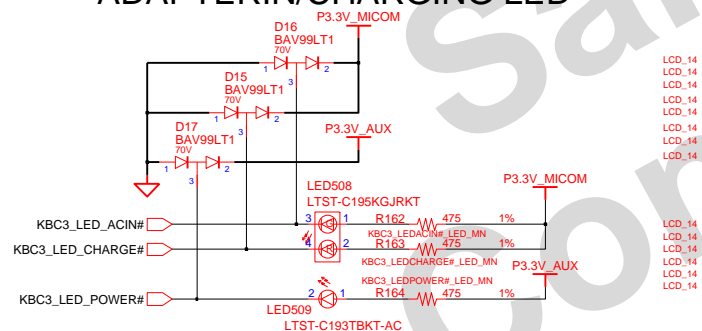 ADAPTERIN/CHARGING LED
P3.3V_MICOM
D16
BAV99LT1
70V
1 2
3
D15
BAV99LT1
70V
1 2
3
P3.3V_AUX
D17
BAV99LT1
70V
1 2
3
LCD_14
LCD_14
LCD_14
LCD_14
LCD_14
LCD_14
LCD_14
LCD_14
P3.3V_MICOM
LED508
LTST-C195KGJRKT
KBC3_LED_ACIN# 3 1 R162 475 1%
KBC3_LEDACIN#_LED_MN
KBC3_LED_CHARGE# 4 2 R163 475 1%
KBC3_LEDCHARGE#_LED_MN
P3.3V_AUX
KBC3_LEDPOWER#_LED_MN
KBC3_LED_POWER# 2 1 R164 475 1%
LED509
LTST-C193TBKT-AC
LCD_14
LCD_14
LCD_14
LCD_14
LCD_14
LCD_14